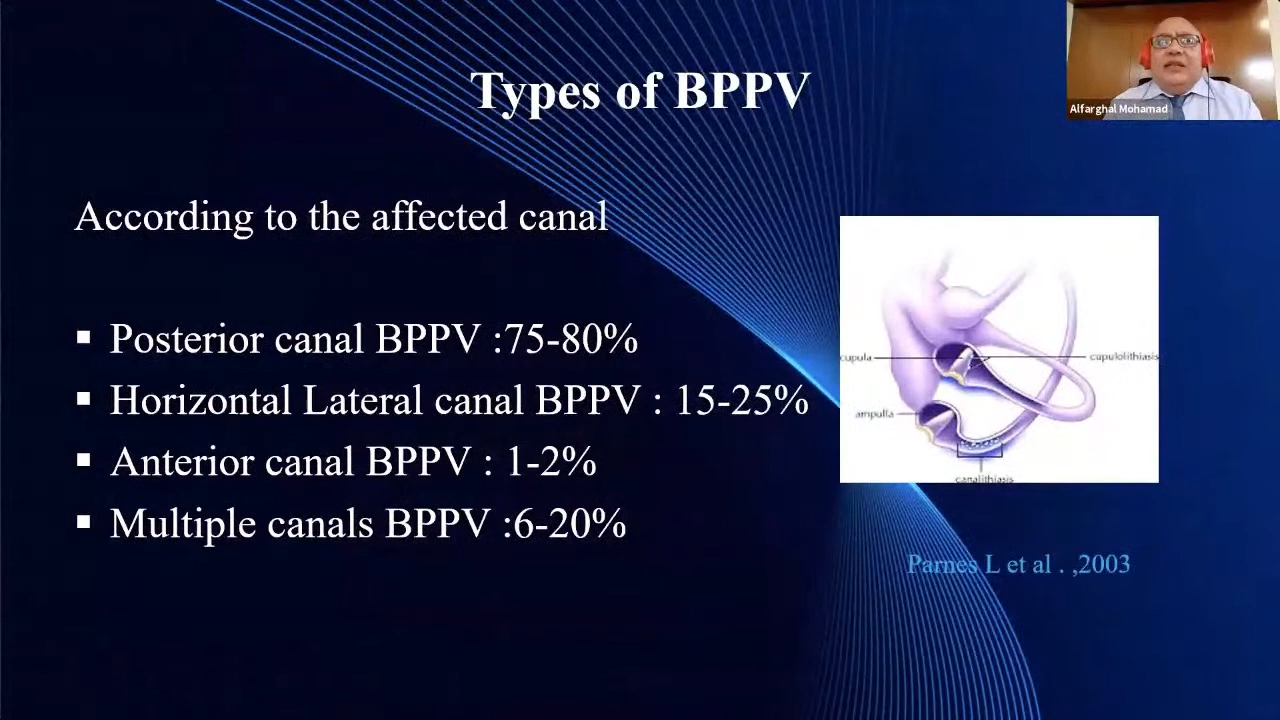 Alfarghal Mohamad
Types of BPPV
According to the affected canal
▪ Posterior canal BPPV :75-80%
▪ Horizontal Lateral canal BPPV : 15-25%
▪ Anterior canal BPPV : 1-2%
▪ Multiple canals BPPV :6-20%
cupula
cupulolithiasis
ampulla
canalithiasis
Parnes L et al . ,2003